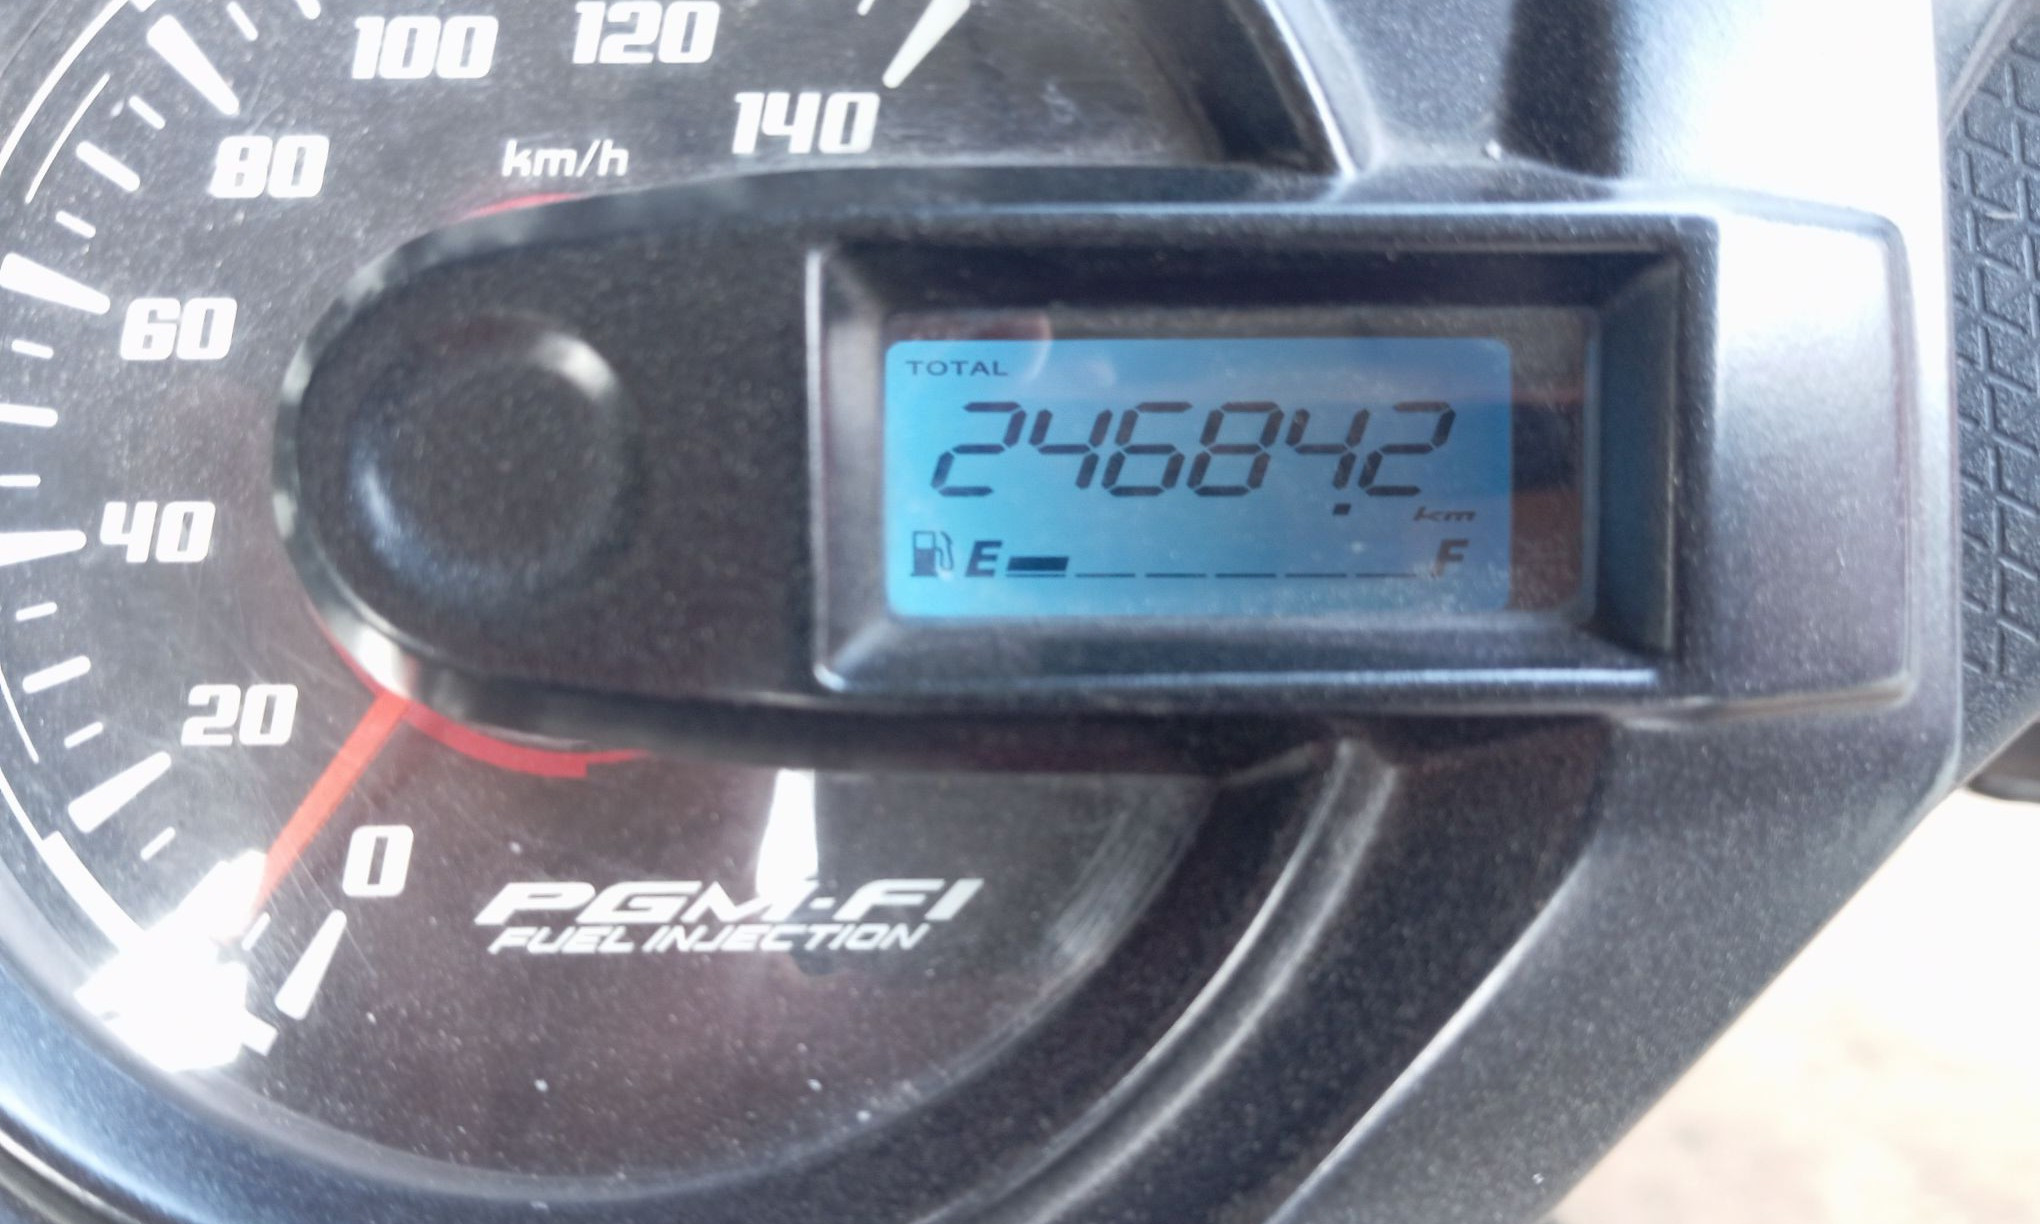 100 120
140
80
km/h
60
TOTAL
24684.2
km
E F
40
20
0
PGM-FI
FUEL INJECTION